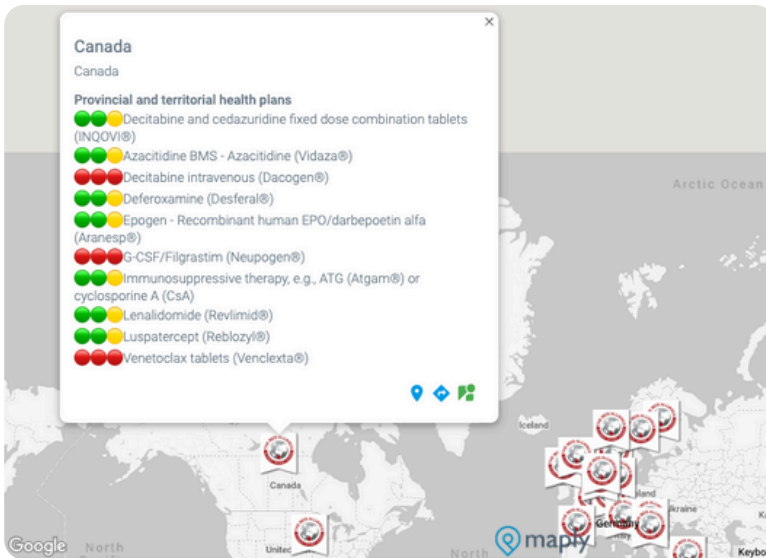 ×
Canada
Canada
Provincial and territorial health plans
Decitabine and cedazuridine fixed dose combination tablets
(INQOVI®)
Azacitidine BMS - Azacitidine (Vidaza®)
Decitabine intravenous (Dacogen®)
Deferoxamine (Desferal®)
Epogen - Recombinant human EPO/darbepoetin alfa
(Aranesp®)
G-CSF/Filgrastim (Neupogen®)
Immunosuppressive therapy, e.g., ATG (Atgam®) or
cyclosporine A (CsA)
Lenalidomide (Revlimid®)
Luspatercept (Reblozyl®)
Venetoclax tablets (Venclexta®)
Arctic Ocean
Iceland
Canada
Germany
Google
North
maply
North